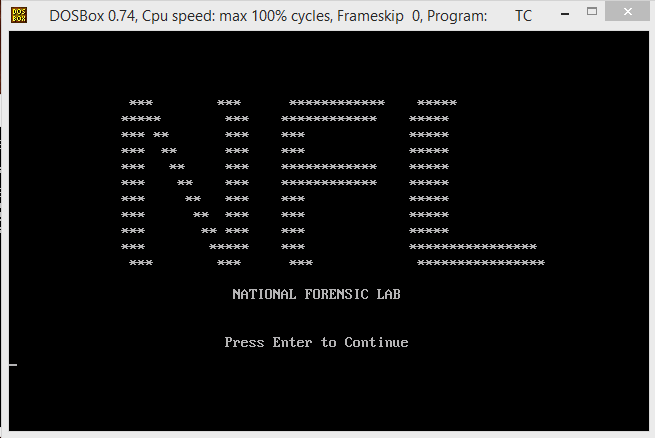 DOSBox 0.74, Cpu speed: max 100% cycles, Frameskip 0, Program: TC
NFL
NATIONAL FORENSIC LAB
Press Enter to Continue